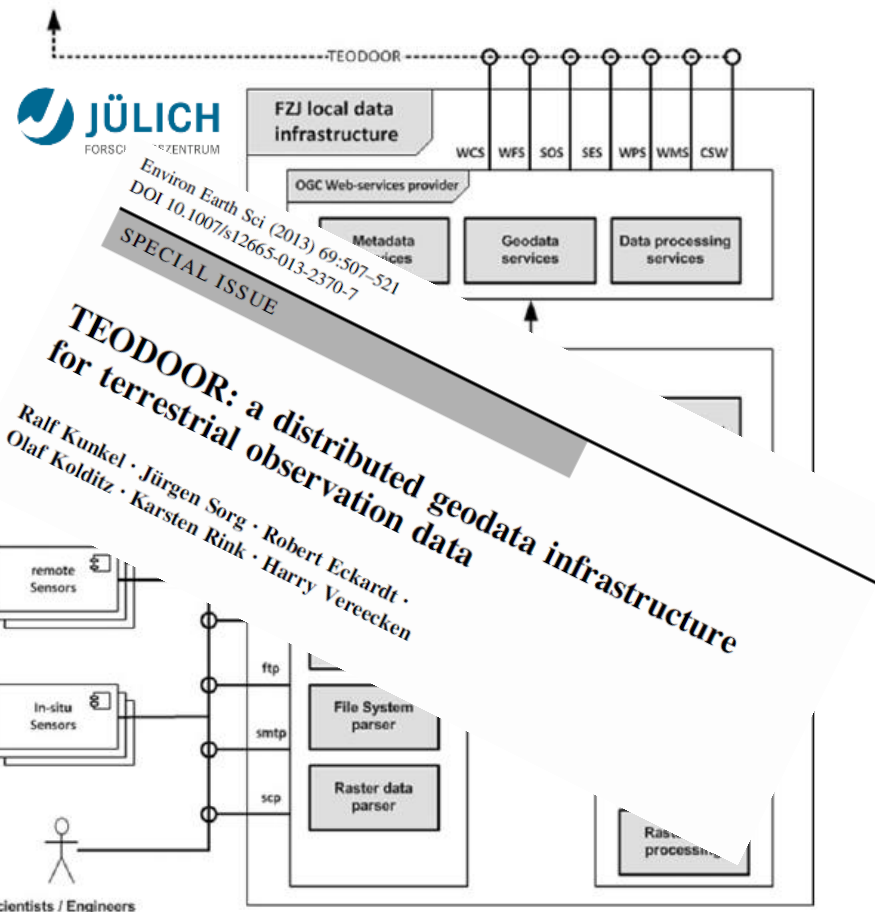 TEODOOR
JÜLICH
FZJ local data
infrastructure
WCS WFS SOS SES WPS WMS CSW
OGC Web-services provider
Metadata
Geodata
services
Data processing
services
Environ Earth Sci (2013) 69:507–521
DOI 10.1007/s12665-013-2370-7
SPECIAL ISSUE
TEODOOR: a distributed geodata infrastructure
for terrestrial observation data
Ralf Kunkel · Jürgen Sorg · Robert Eckardt ·
Olaf Kolditz · Karsten Rink · Harry Vereecken
remote
Sensors
In-situ
Sensors
ftp
smtp
scp
File System
parser
Raster data
parser
processing
/ Engineers